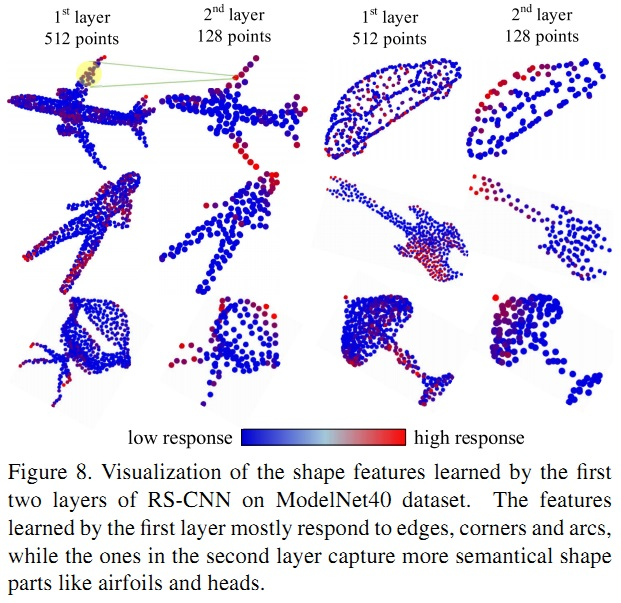 1st layer
512 points
2nd layer
128 points
1st layer
512 points
2nd layer
128 points
low response high response
Figure 8. Visualization of the shape features learned by the first
two layers of RS-CNN on ModelNet40 dataset. The features
learned by the first layer mostly respond to edges, corners and arcs,
while the ones in the second layer capture more semantical shape
parts like airfoils and heads.